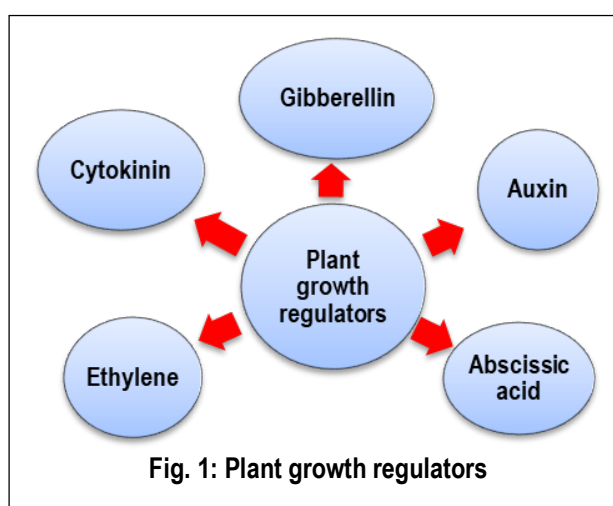 Gibberellin
Cytokinin
Auxin
Plant
growth
regulators
Ethylene
Abscissic
acid
Fig. 1: Plant growth regulators